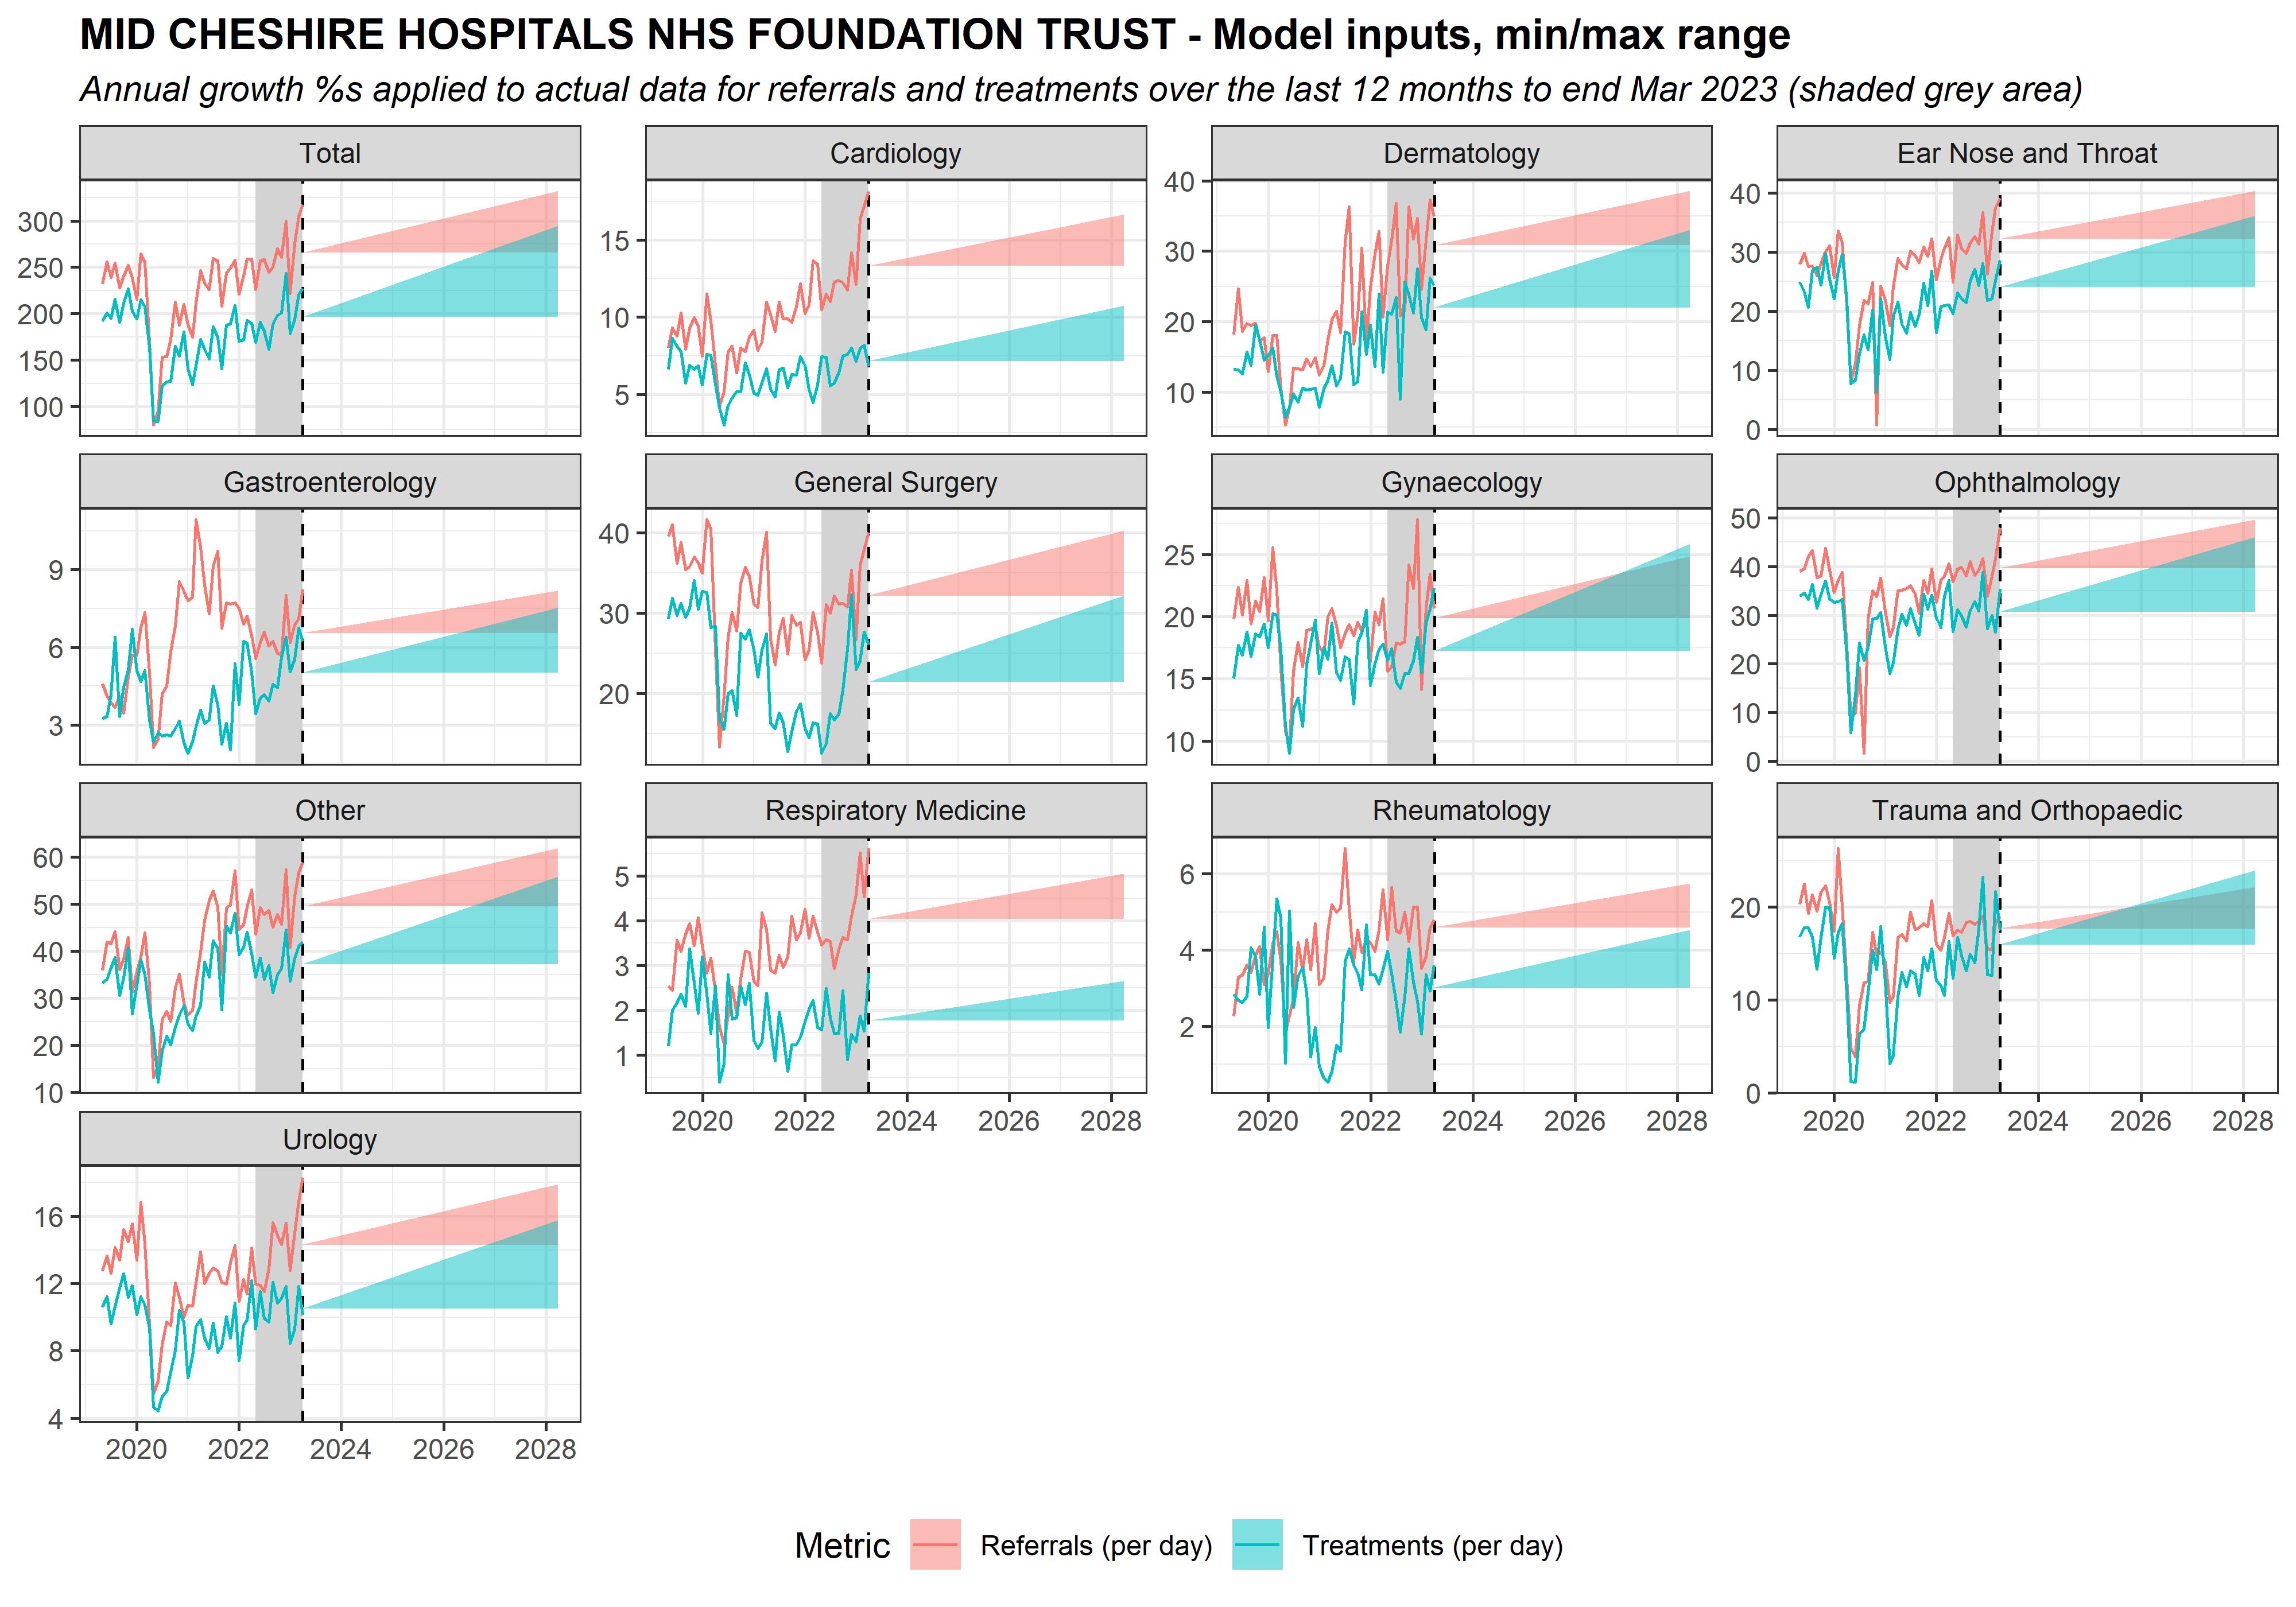 MID CHESHIRE HOSPITALS NHS FOUNDATION TRUST - Model inputs, min/max range
Annual growth %s applied to actual data for referrals and treatments over the last 12 months to end Mar 2023 (shaded grey area)
Total
300
250
200
150
100
Cardiology
15
10
5
Dermatology
40
30
20
10
Ear Nose and Throat
40
30
20
10
0
Gastroenterology
9
6
3
General Surgery
40
30
20
Gynaecology
25
20
15
10
Ophthalmology
50
40
30
20
10
0
Other
60
50
40
30
20
10
Respiratory Medicine
5
4
3
2
1
2020 2022 2024 2026 2028
Rheumatology
6
4
2
2020 2022 2024 2026 2028
Trauma and Orthopaedic
20
10
0
2020 2022 2024 2026 2028
Urology
16
12
8
4
2020 2022 2024 2026 2028
Metric Referrals (per day) Treatments (per day)